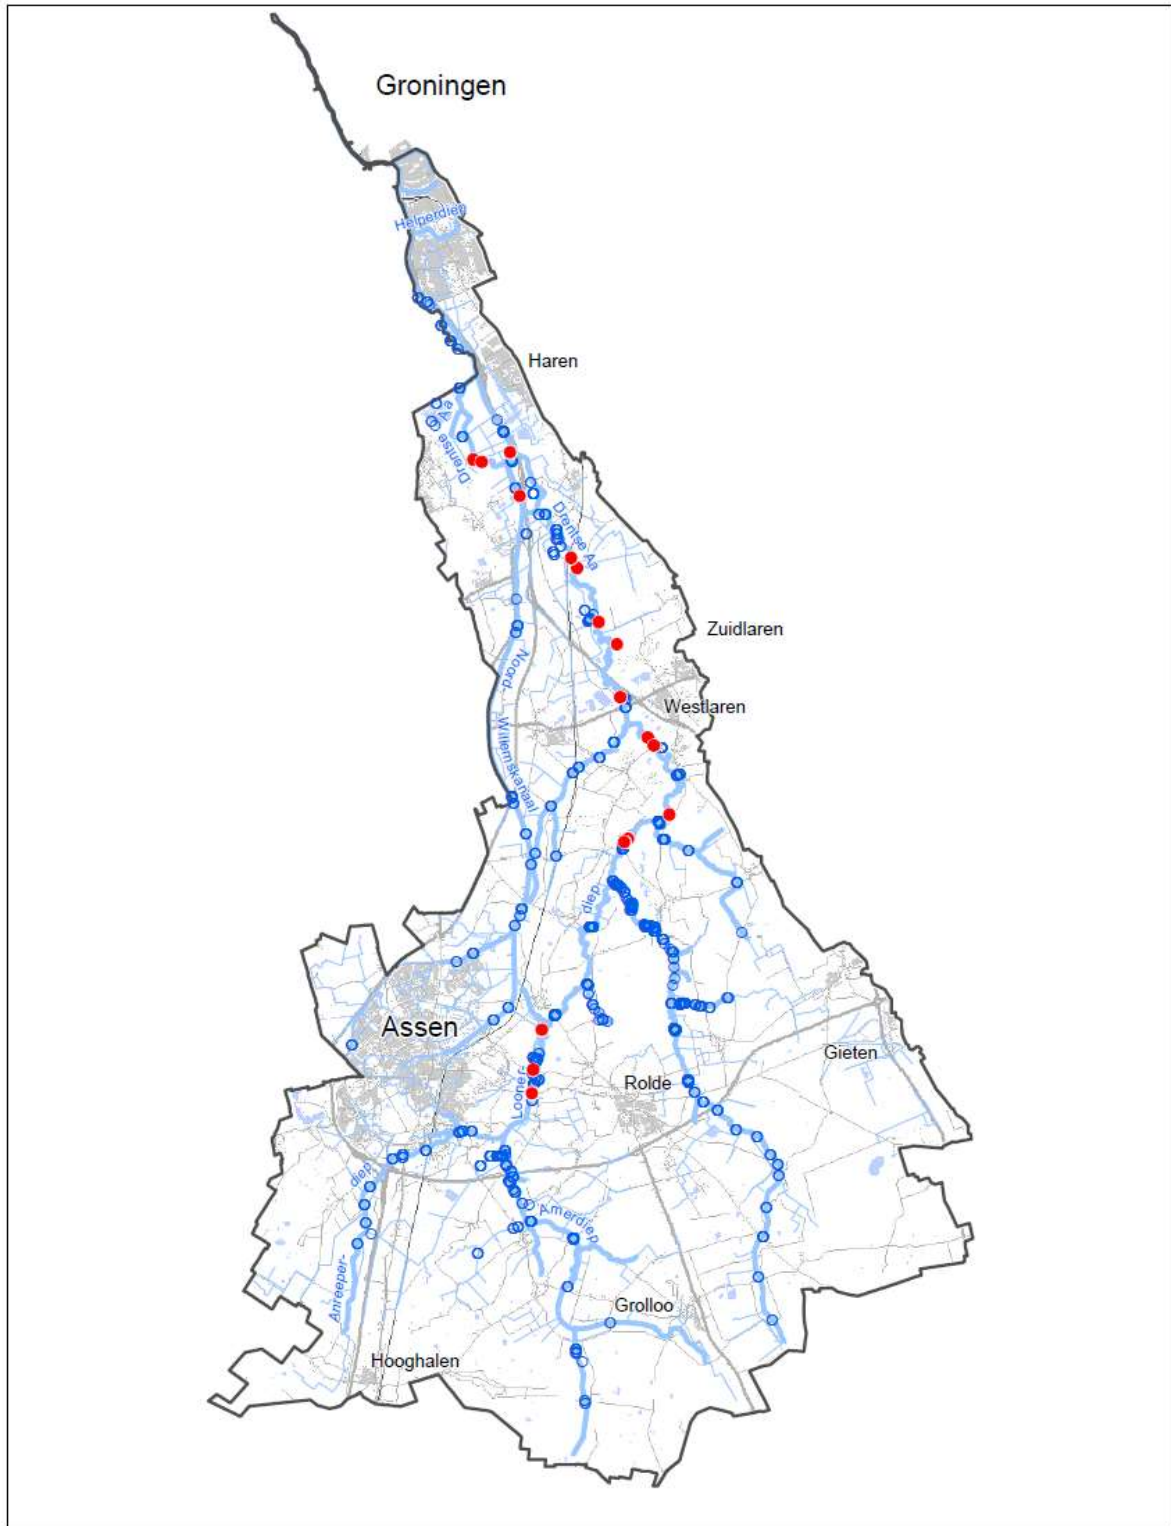 Groningen
Helperdiep
Haren
Drentse Aa
Drentse Aa
Zuidlaren
Noord-
Westlaren
Willemskanaal
diep
Assen
Gieten
Rolde
Looner-
diep
Amerdiep
Anreeper-
Grolloo
Hooghalen